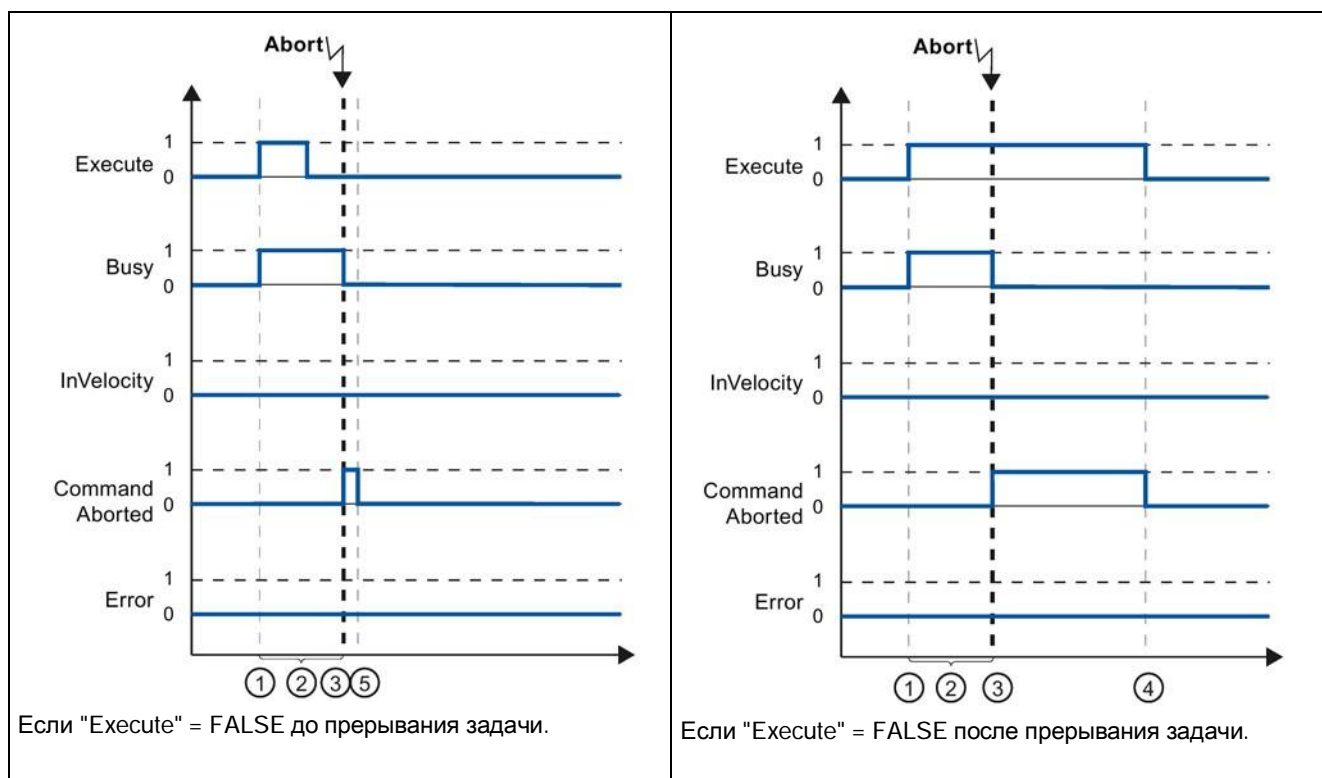 Abort
1
Execute
0
1
Busy
0
1
InVelocity
0
1
Command
Aborted
0
1
Error
0
① ② ③ ⑤
Если "Execute" = FALSE до прерывания задачи.
Abort
1
Execute
0
1
Busy
0
1
InVelocity
0
1
Command
Aborted
0
1
Error
0
① ② ③ ④
Если "Execute" = FALSE после прерывания задачи.